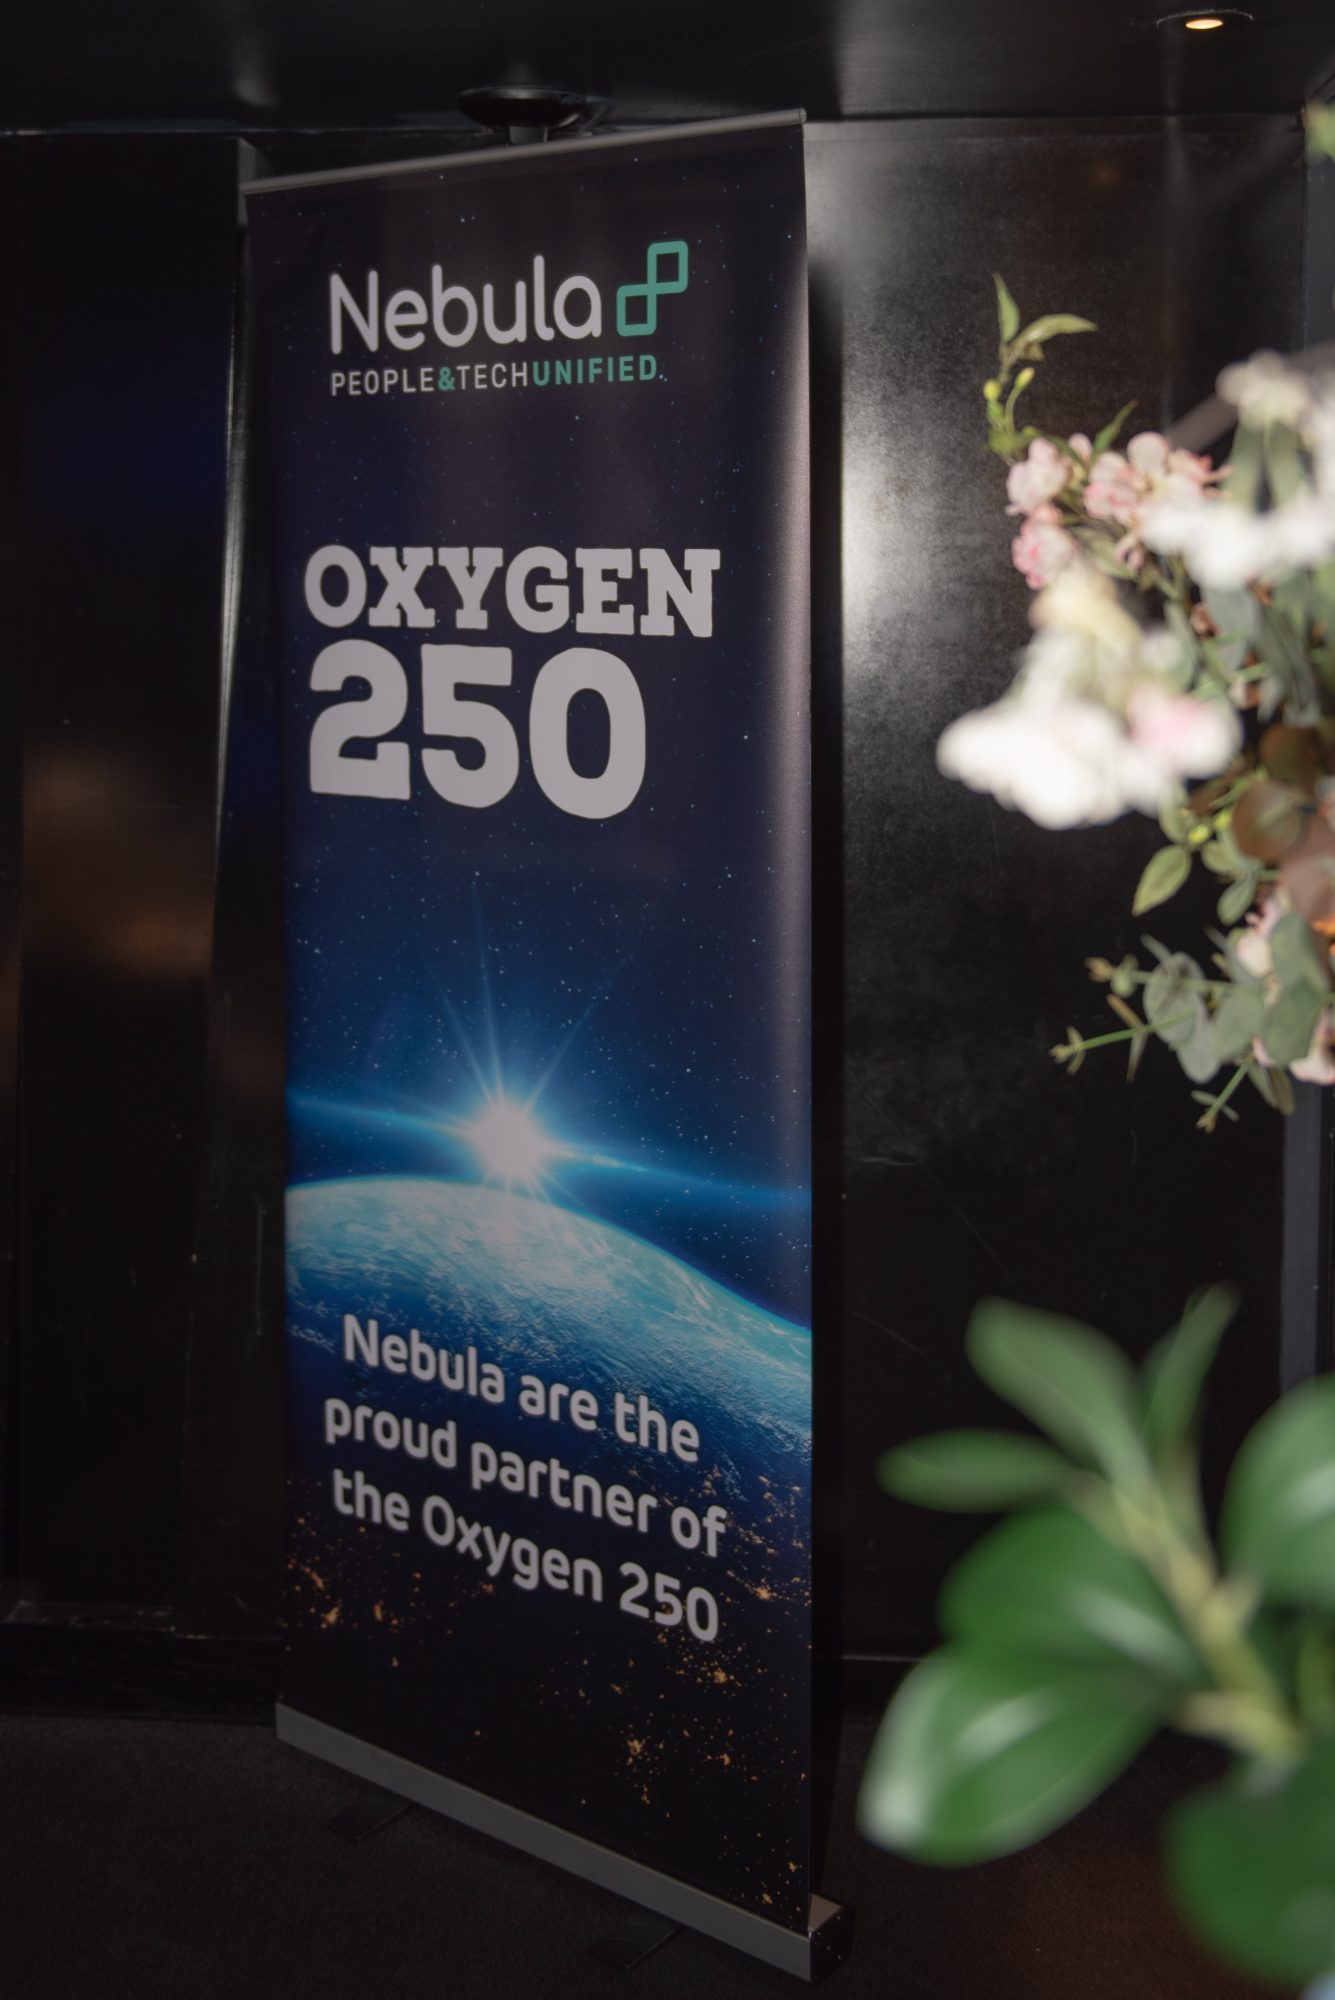 Nebula
PEOPLE&TECHUNIFIED.
OXYGEN
250
Nebula are the
proud partner of
the Oxygen 250